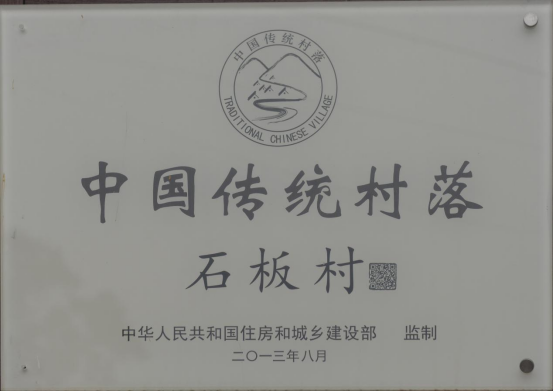 中国传统村落
TRADITIONAL CHINESE VILLAGE
中国传统村落
石板村
中华人民共和国住房和城乡建设部 监制
二〇一三年八月